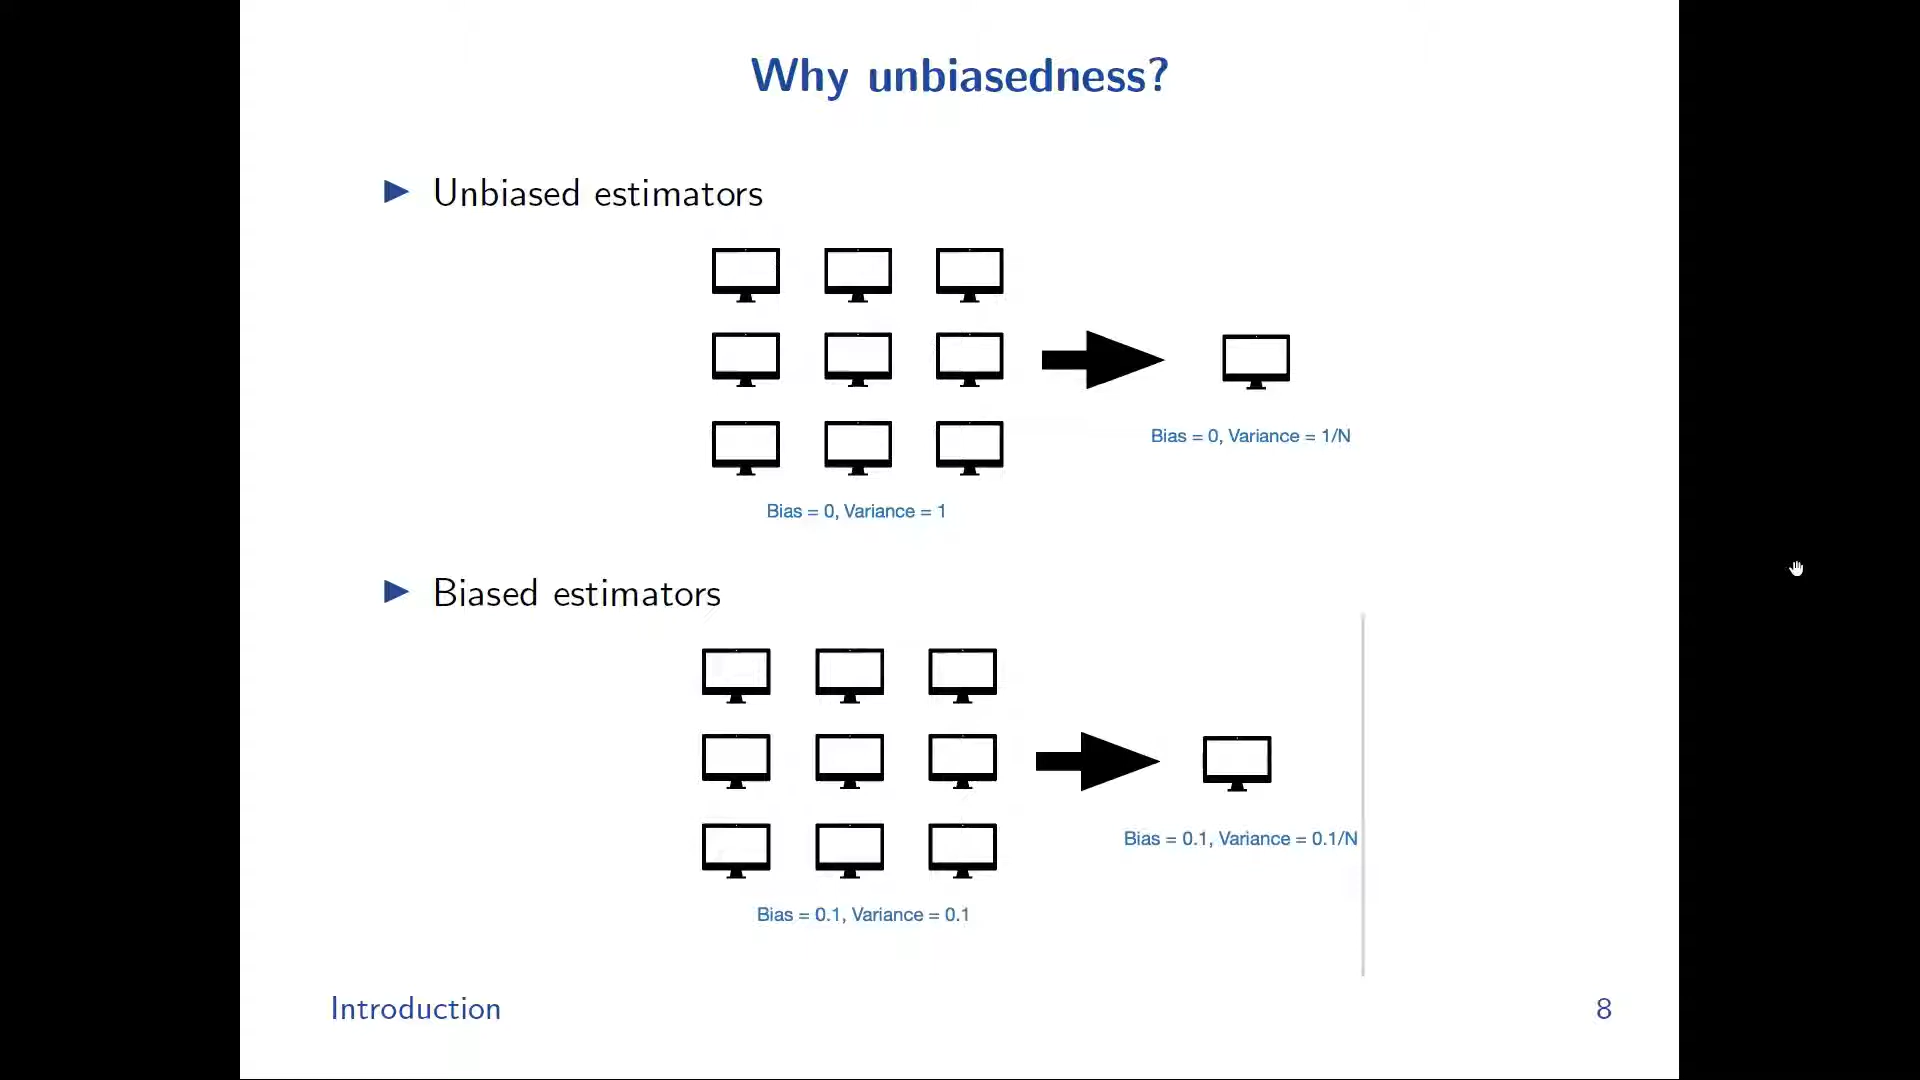 Why unbiasedness?
Unbiased estimators
Bias = 0, Variance = 1/N
Bias = 0, Variance = 1
Biased estimators
Bias = 0.1, Variance = 0.1/N
Bias = 0.1, Variance = 0.1
Introduction
8